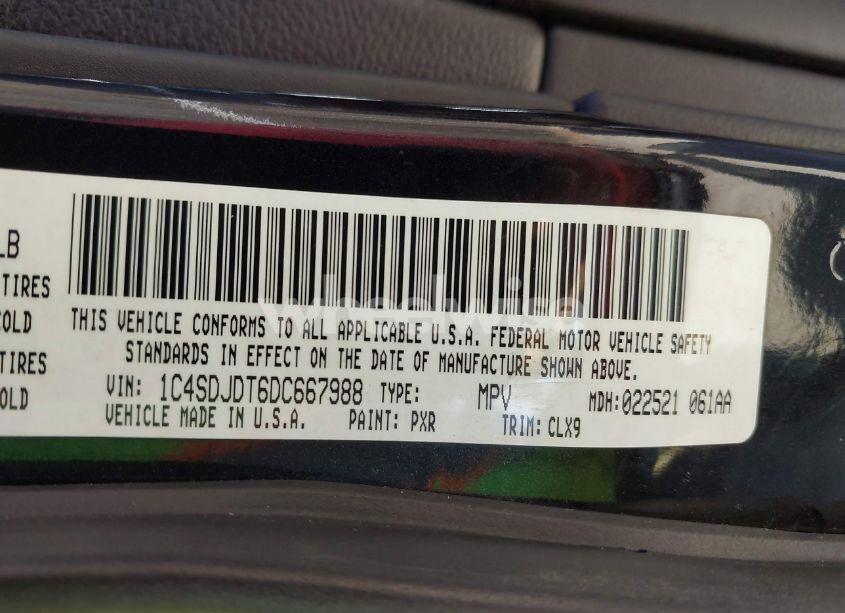 LB
TIRES
COLD
TIRES
OLD
wheelwise
THIS VEHICLE CONFORMS TO ALL APPLICABLE U.S.A. FEDERAL MOTOR VEHICLE SAFETY
STANDARDS IN EFFECT ON THE DATE OF MANUFACTURE SHOWN ABOVE.
VIN: 1C4SDJDT6DC667988 TYPE: MPV MDH:022521 061AA
VEHICLE MADE IN U.S.A. PAINT: PXR TRIM: CLX9